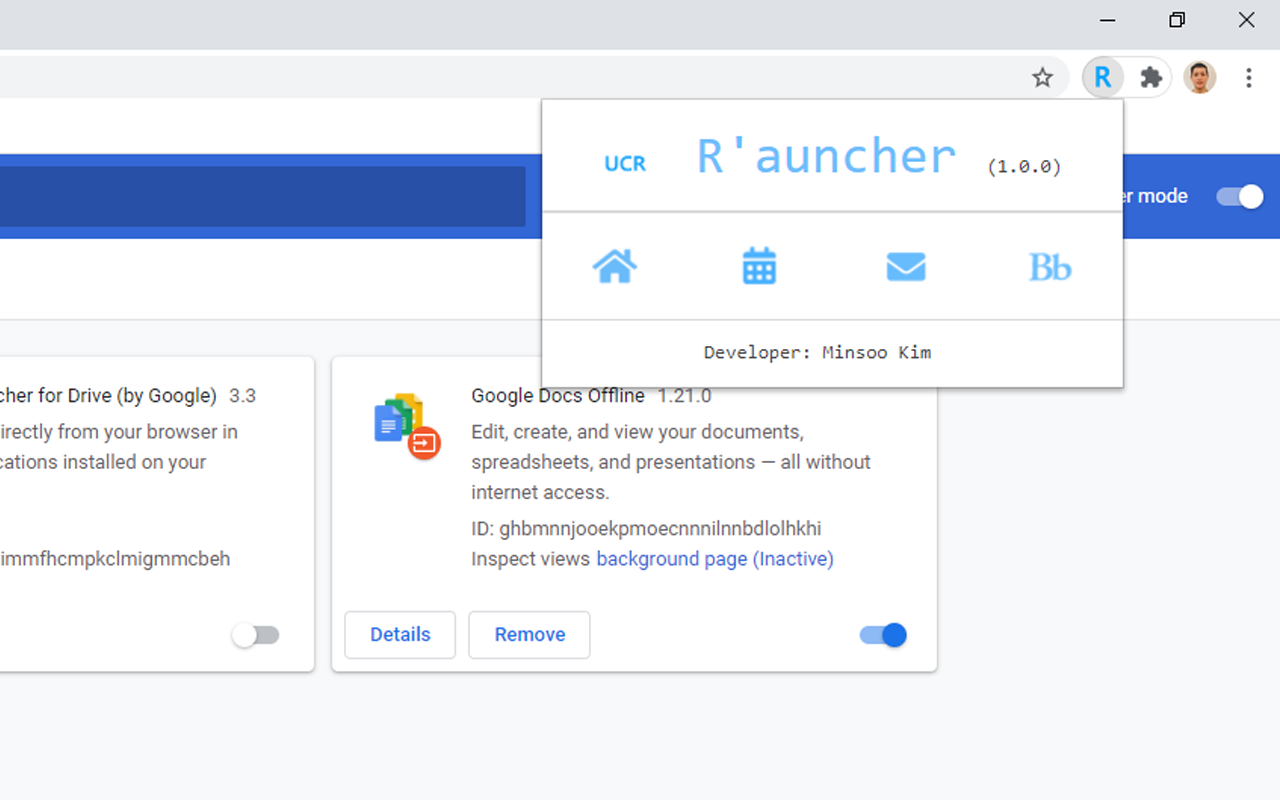 R
UCR R'auncher (1.0.0)
er mode
Bb
Developer: Minsoo Kim
cher for Drive (by Google) 3.3
irectly from your browser in
cations installed on your
immfhcmpkclmigmmcbeh
Google Docs Offline 1.21.0
Edit, create, and view your documents,
spreadsheets, and presentations — all without
internet access.
ID: ghbmnnjooekpmoecnnnilnnbdlolhkhi
Inspect views background page (Inactive)
Details Remove